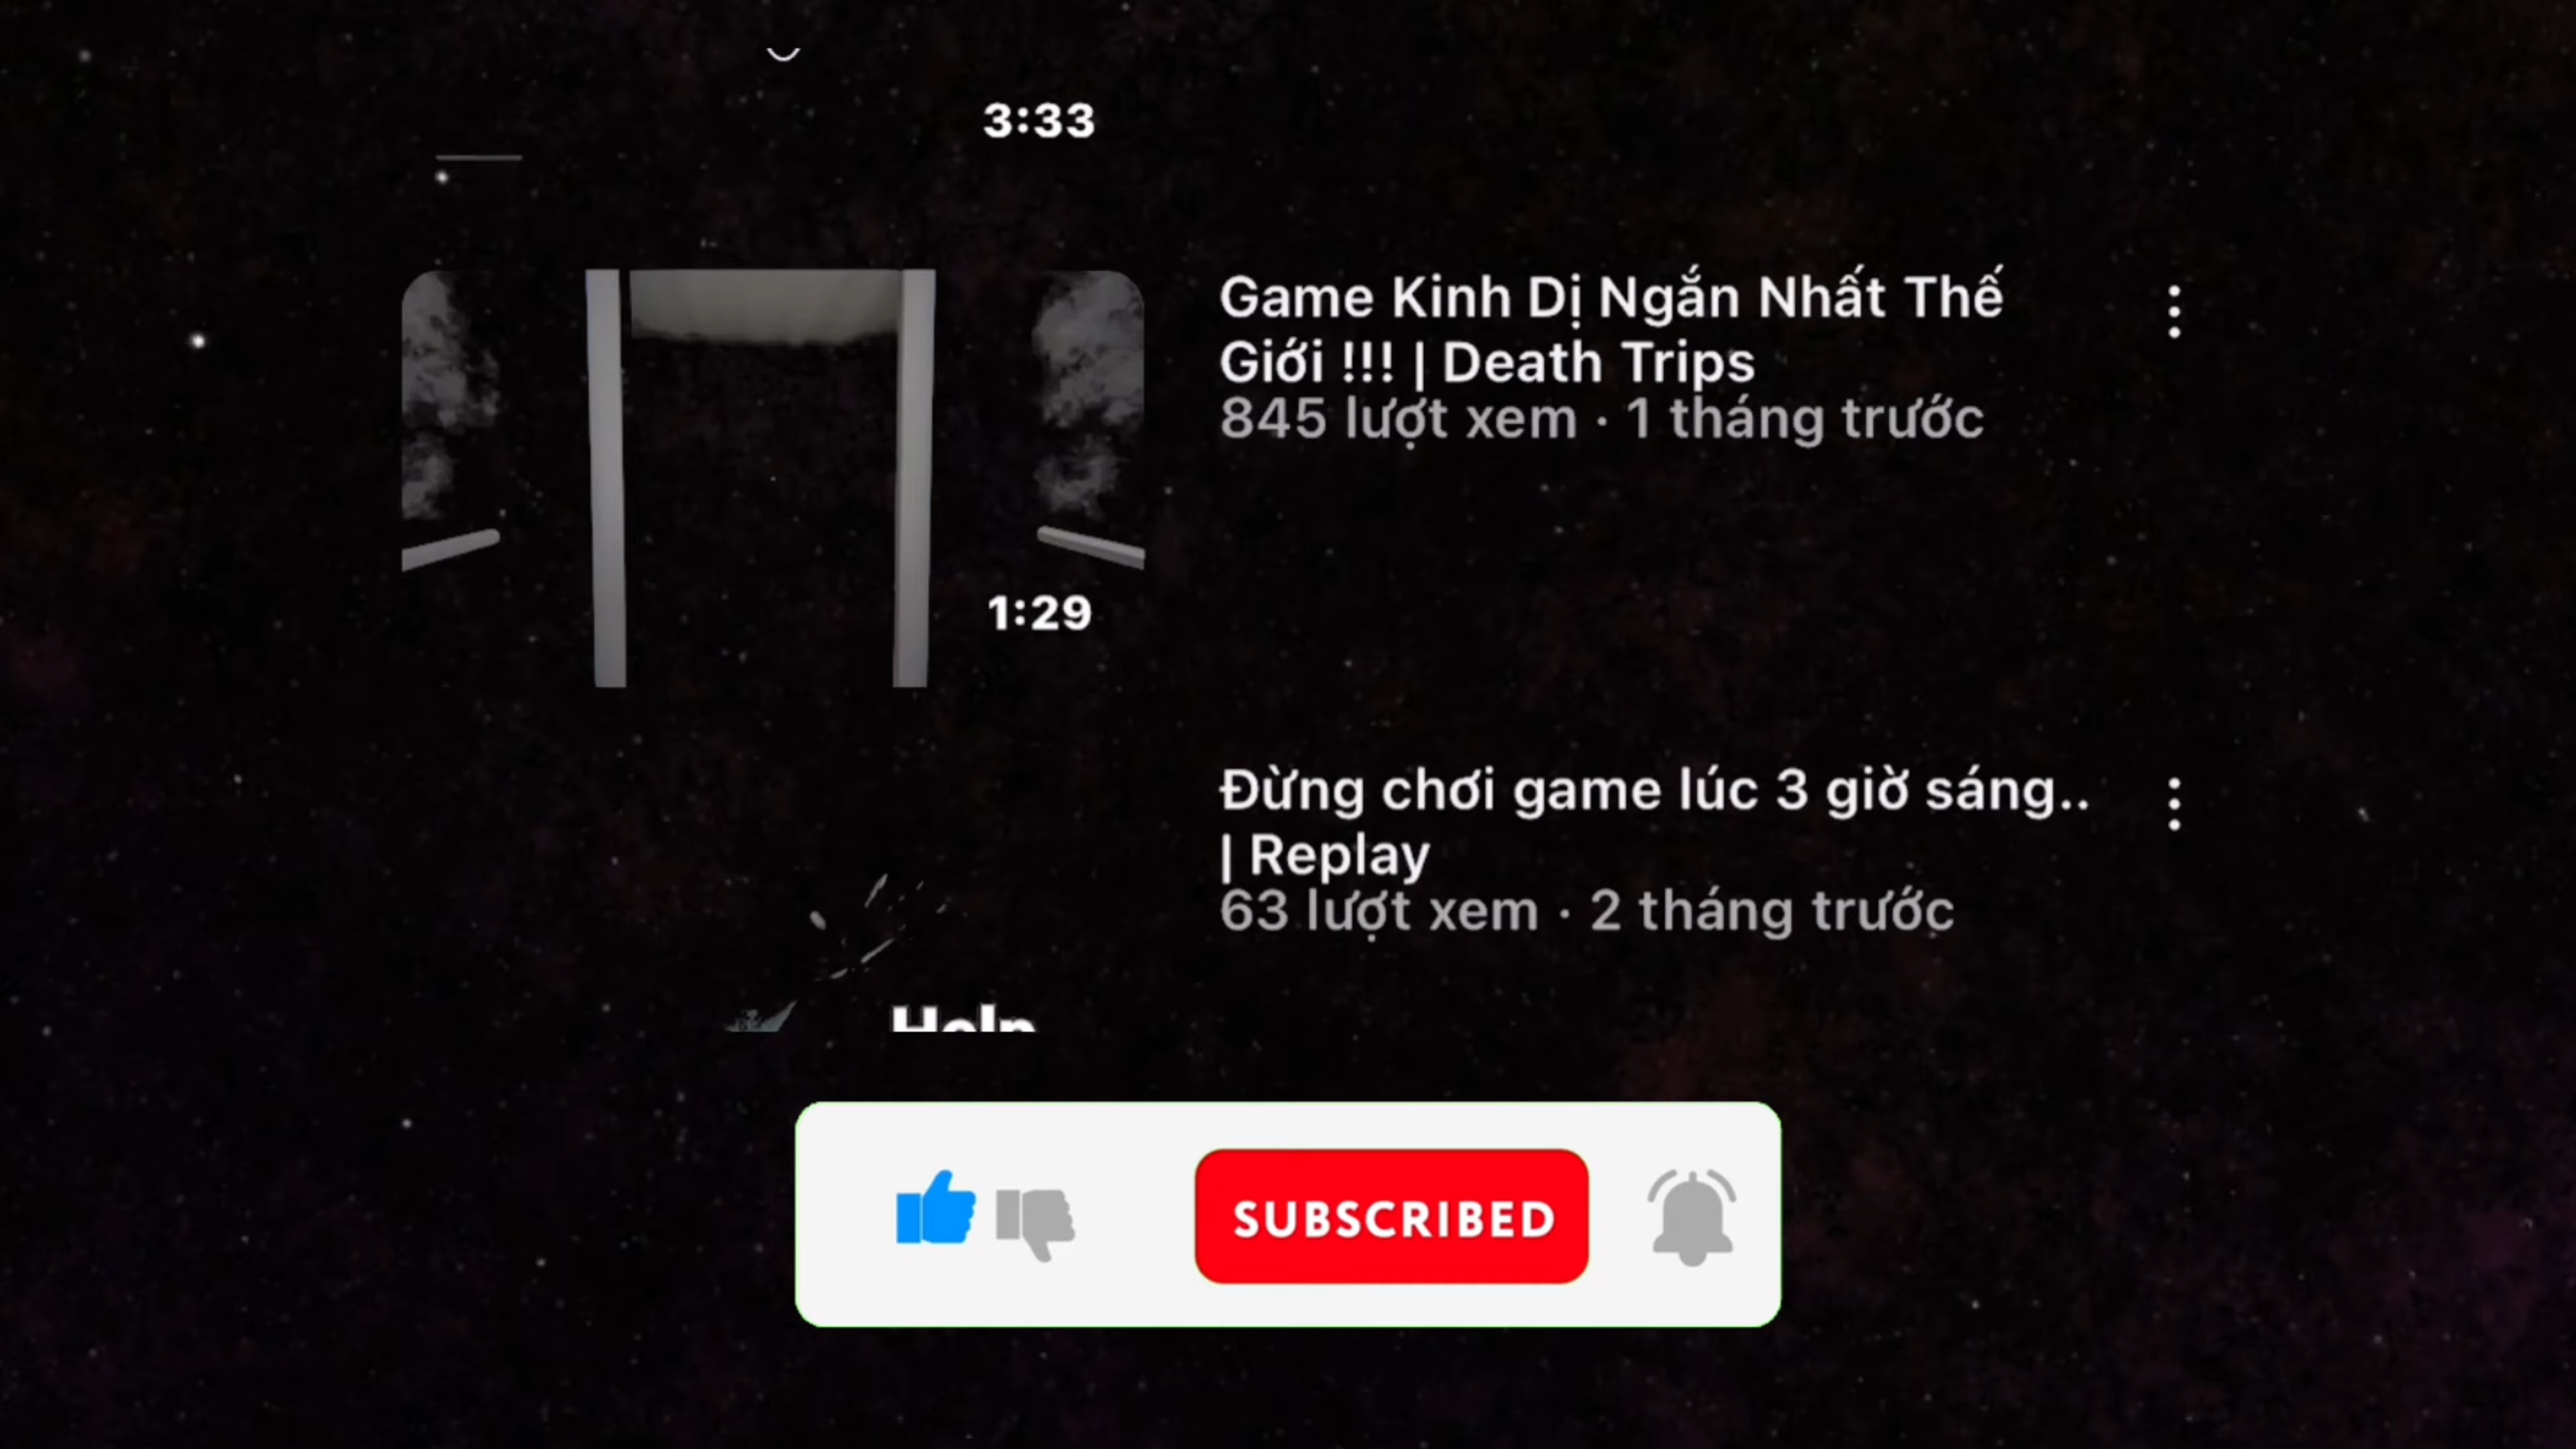 3:33
Game Kinh Dị Ngắn Nhất Thế
Giới !!! | Death Trips
845 lượt xem · 1 tháng trước
1:29
Đừng chơi game lúc 3 giờ sáng..
| Replay
63 lượt xem · 2 tháng trước
Help
SUBSCRIBED